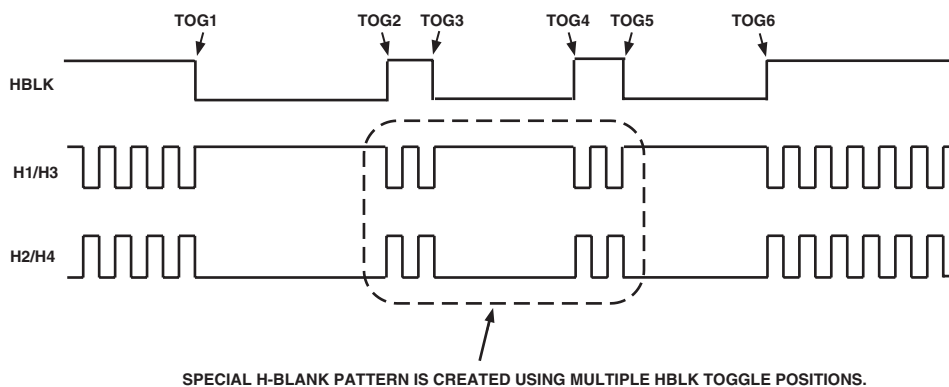 TOG1 TOG2 TOG3 TOG4 TOG5 TOG6
HBLK
H1/H3
H2/H4
SPECIAL H-BLANK PATTERN IS CREATED USING MULTIPLE HBLK TOGGLE POSITIONS.